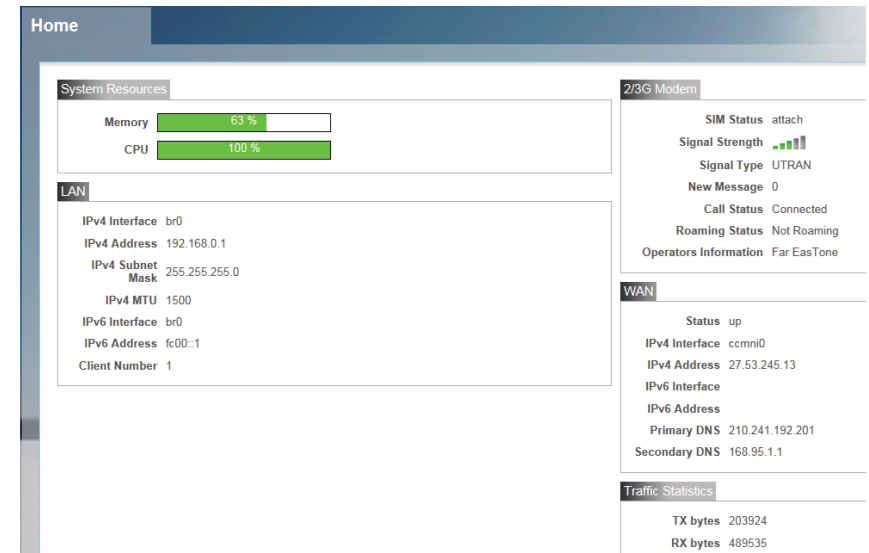 Home
System Resources
Memory 63 %
CPU 100 %
LAN
IPv4 Interface br0
IPv4 Address 192.168.0.1
IPv4 Subnet
Mask 255.255.255.0
IPv4 MTU 1500
IPv6 Interface br0
IPv6 Address fc00::1
Client Number 1
2/3G Modem
SIM Status attach
Signal Strength
Signal Type UTRAN
New Message 0
Call Status Connected
Roaming Status Not Roaming
Operators Information Far EasTone
WAN
Status up
IPv4 Interface ccmni0
IPv4 Address 27.53.245.13
IPv6 Interface
IPv6 Address
Primary DNS 210.241.192.201
Secondary DNS 168.95.1.1
Traffic Statistics
TX bytes 203924
RX bytes 489535